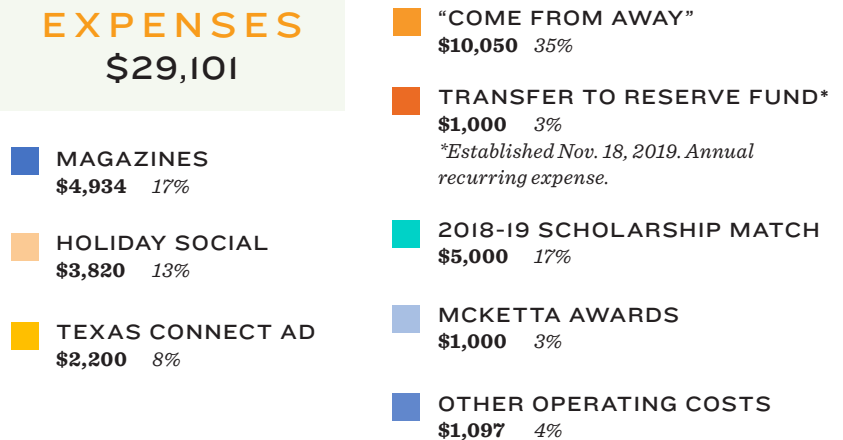 EXPENSES
$29,101
MAGAZINES
$4,934 17%
HOLIDAY SOCIAL
$3,820 13%
TEXAS CONNECT AD
$2,200 8%
“COME FROM AWAY”
$10,050 35%
TRANSFER TO RESERVE FUND*
$1,000 3%
*Established Nov. 18, 2019. Annual
recurring expense.
2018-19 SCHOLARSHIP MATCH
$5,000 17%
MCKETTA AWARDS
$1,000 3%
OTHER OPERATING COSTS
$1,097 4%